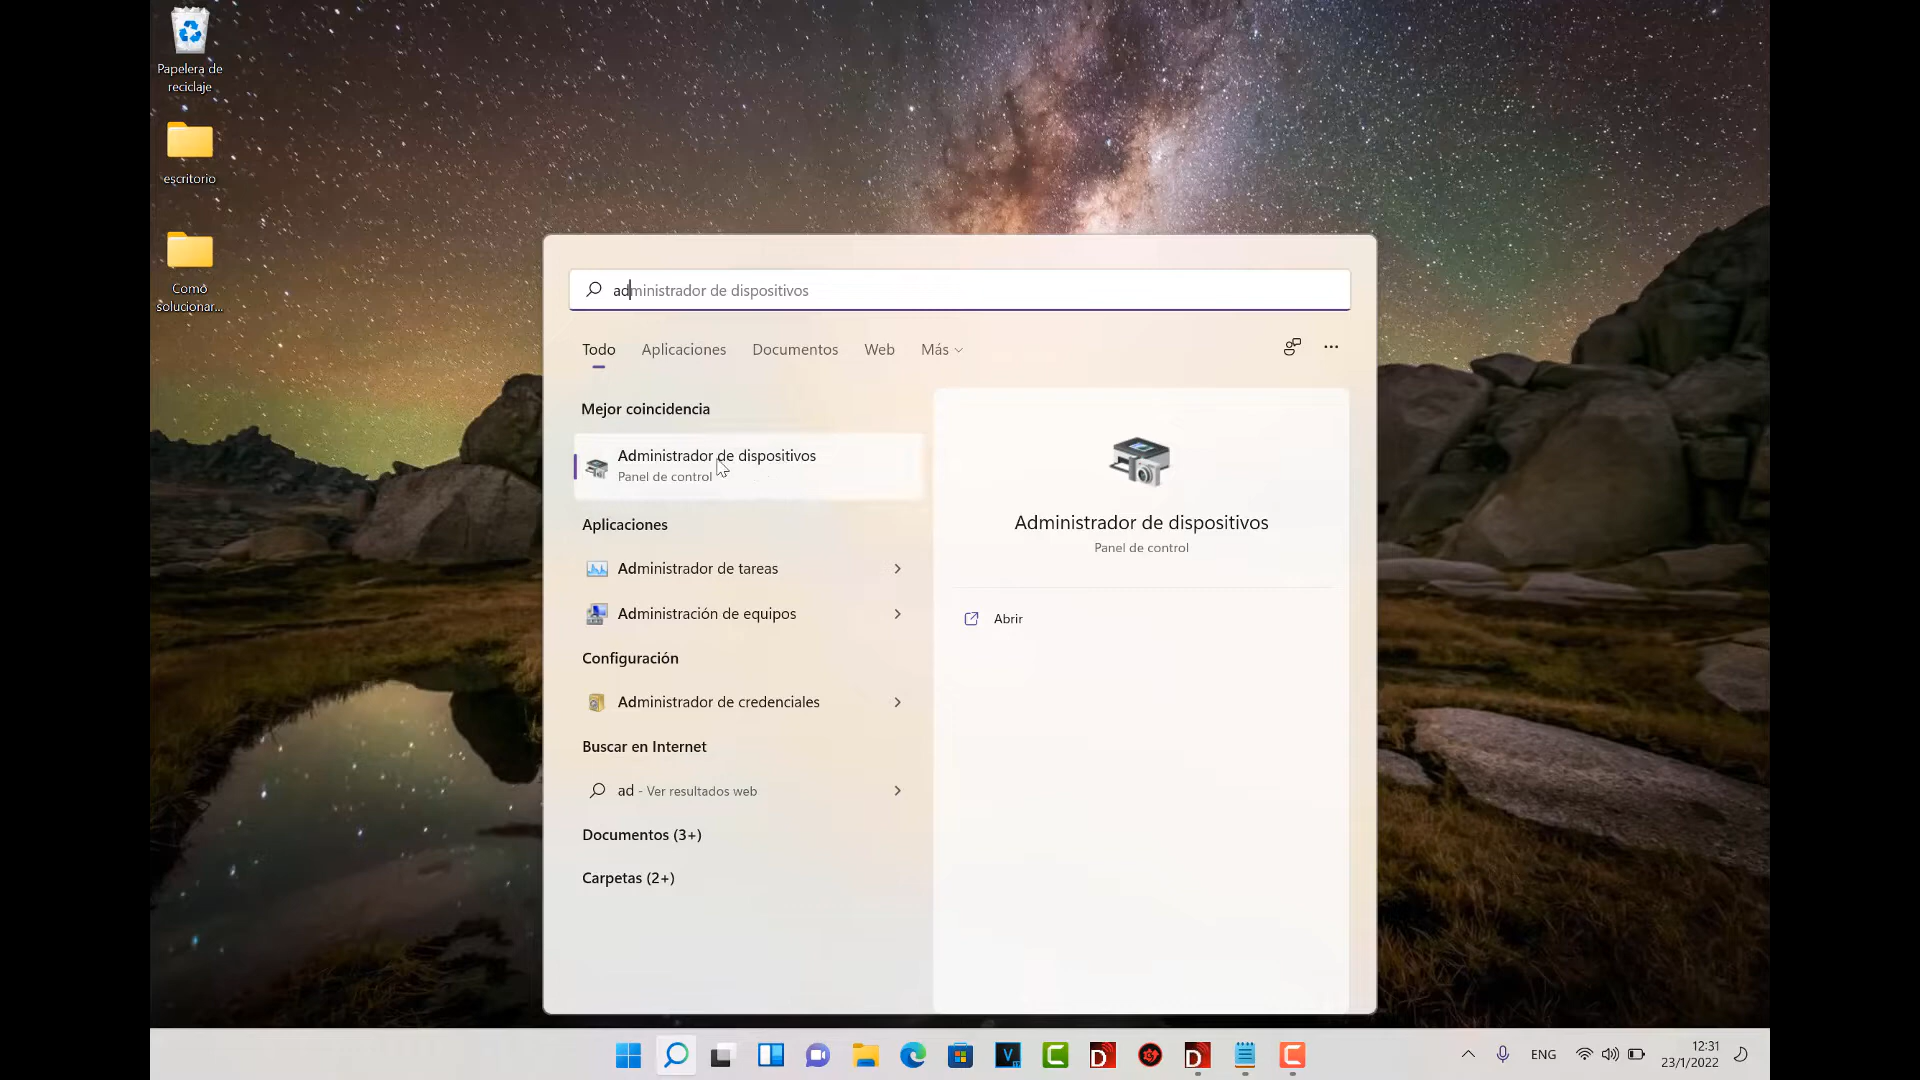 Papelera de
reciclaje
escritorio
Como
solucionar...
administrador de dispositivos
Todo
Aplicaciones
Documentos
Web
Más
Mejor coincidencia
Administrador de dispositivos
Panel de control
Aplicaciones
Administrador de tareas
Administración de equipos
Configuración
Administrador de credenciales
Buscar en Internet
ad - Ver resultados web
Documentos (3+)
Carpetas (2+)
Administrador de dispositivos
Panel de control
Abrir
ENG
12:31
23/1/2022